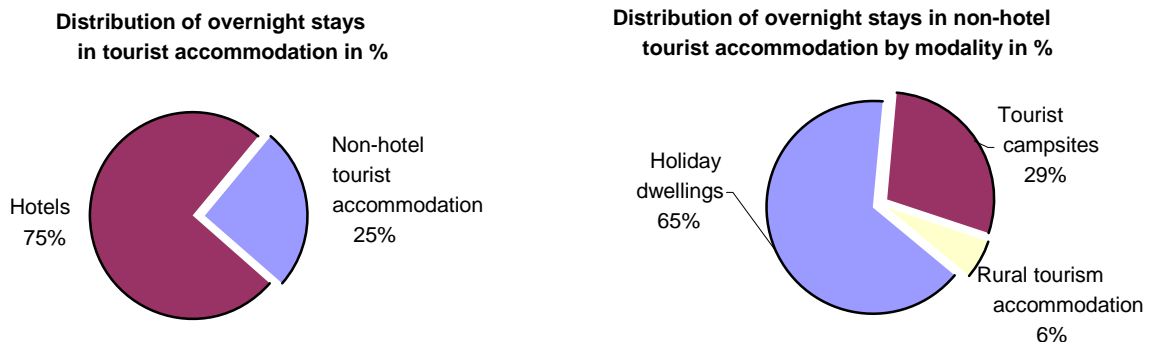 Distribution of overnight stays
in tourist accommodation in %
Non-hotel
tourist
accommodation
25%
Hotels
75%
Distribution of overnight stays in non-hotel
tourist accommodation by modality in %
Tourist
campsites
29%
Holiday
dwellings
65%
Rural tourism
accommodation
6%